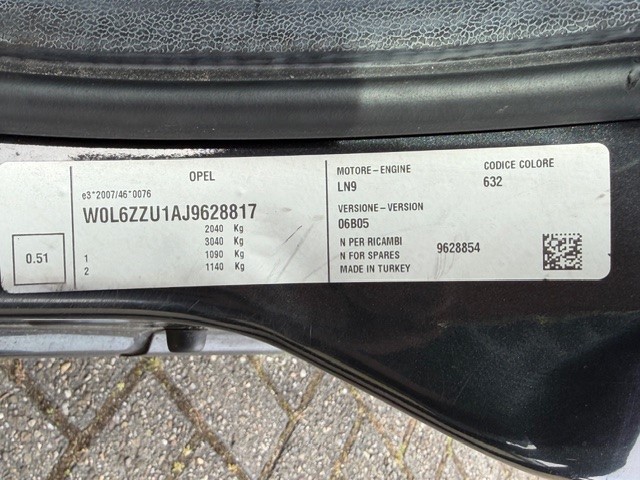 OPEL
e3*2007/46*0076
W0L6ZZU1AJ9628817
2040 Kg
3040 Kg
1 1090 Kg
2 1140 Kg
0.51
MOTORE-ENGINE
LN9
CODICE COLORE
632
VERSIONE-VERSION
06B05
N PER RICAMBI
N FOR SPARES 9628854
MADE IN TURKEY